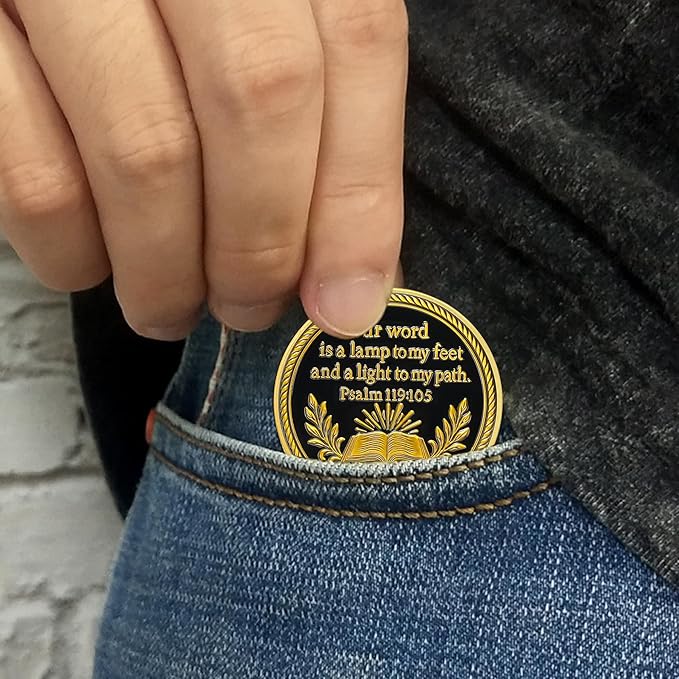 word
is a lamp to my feet
and a light to my path.
Psalm 119:105